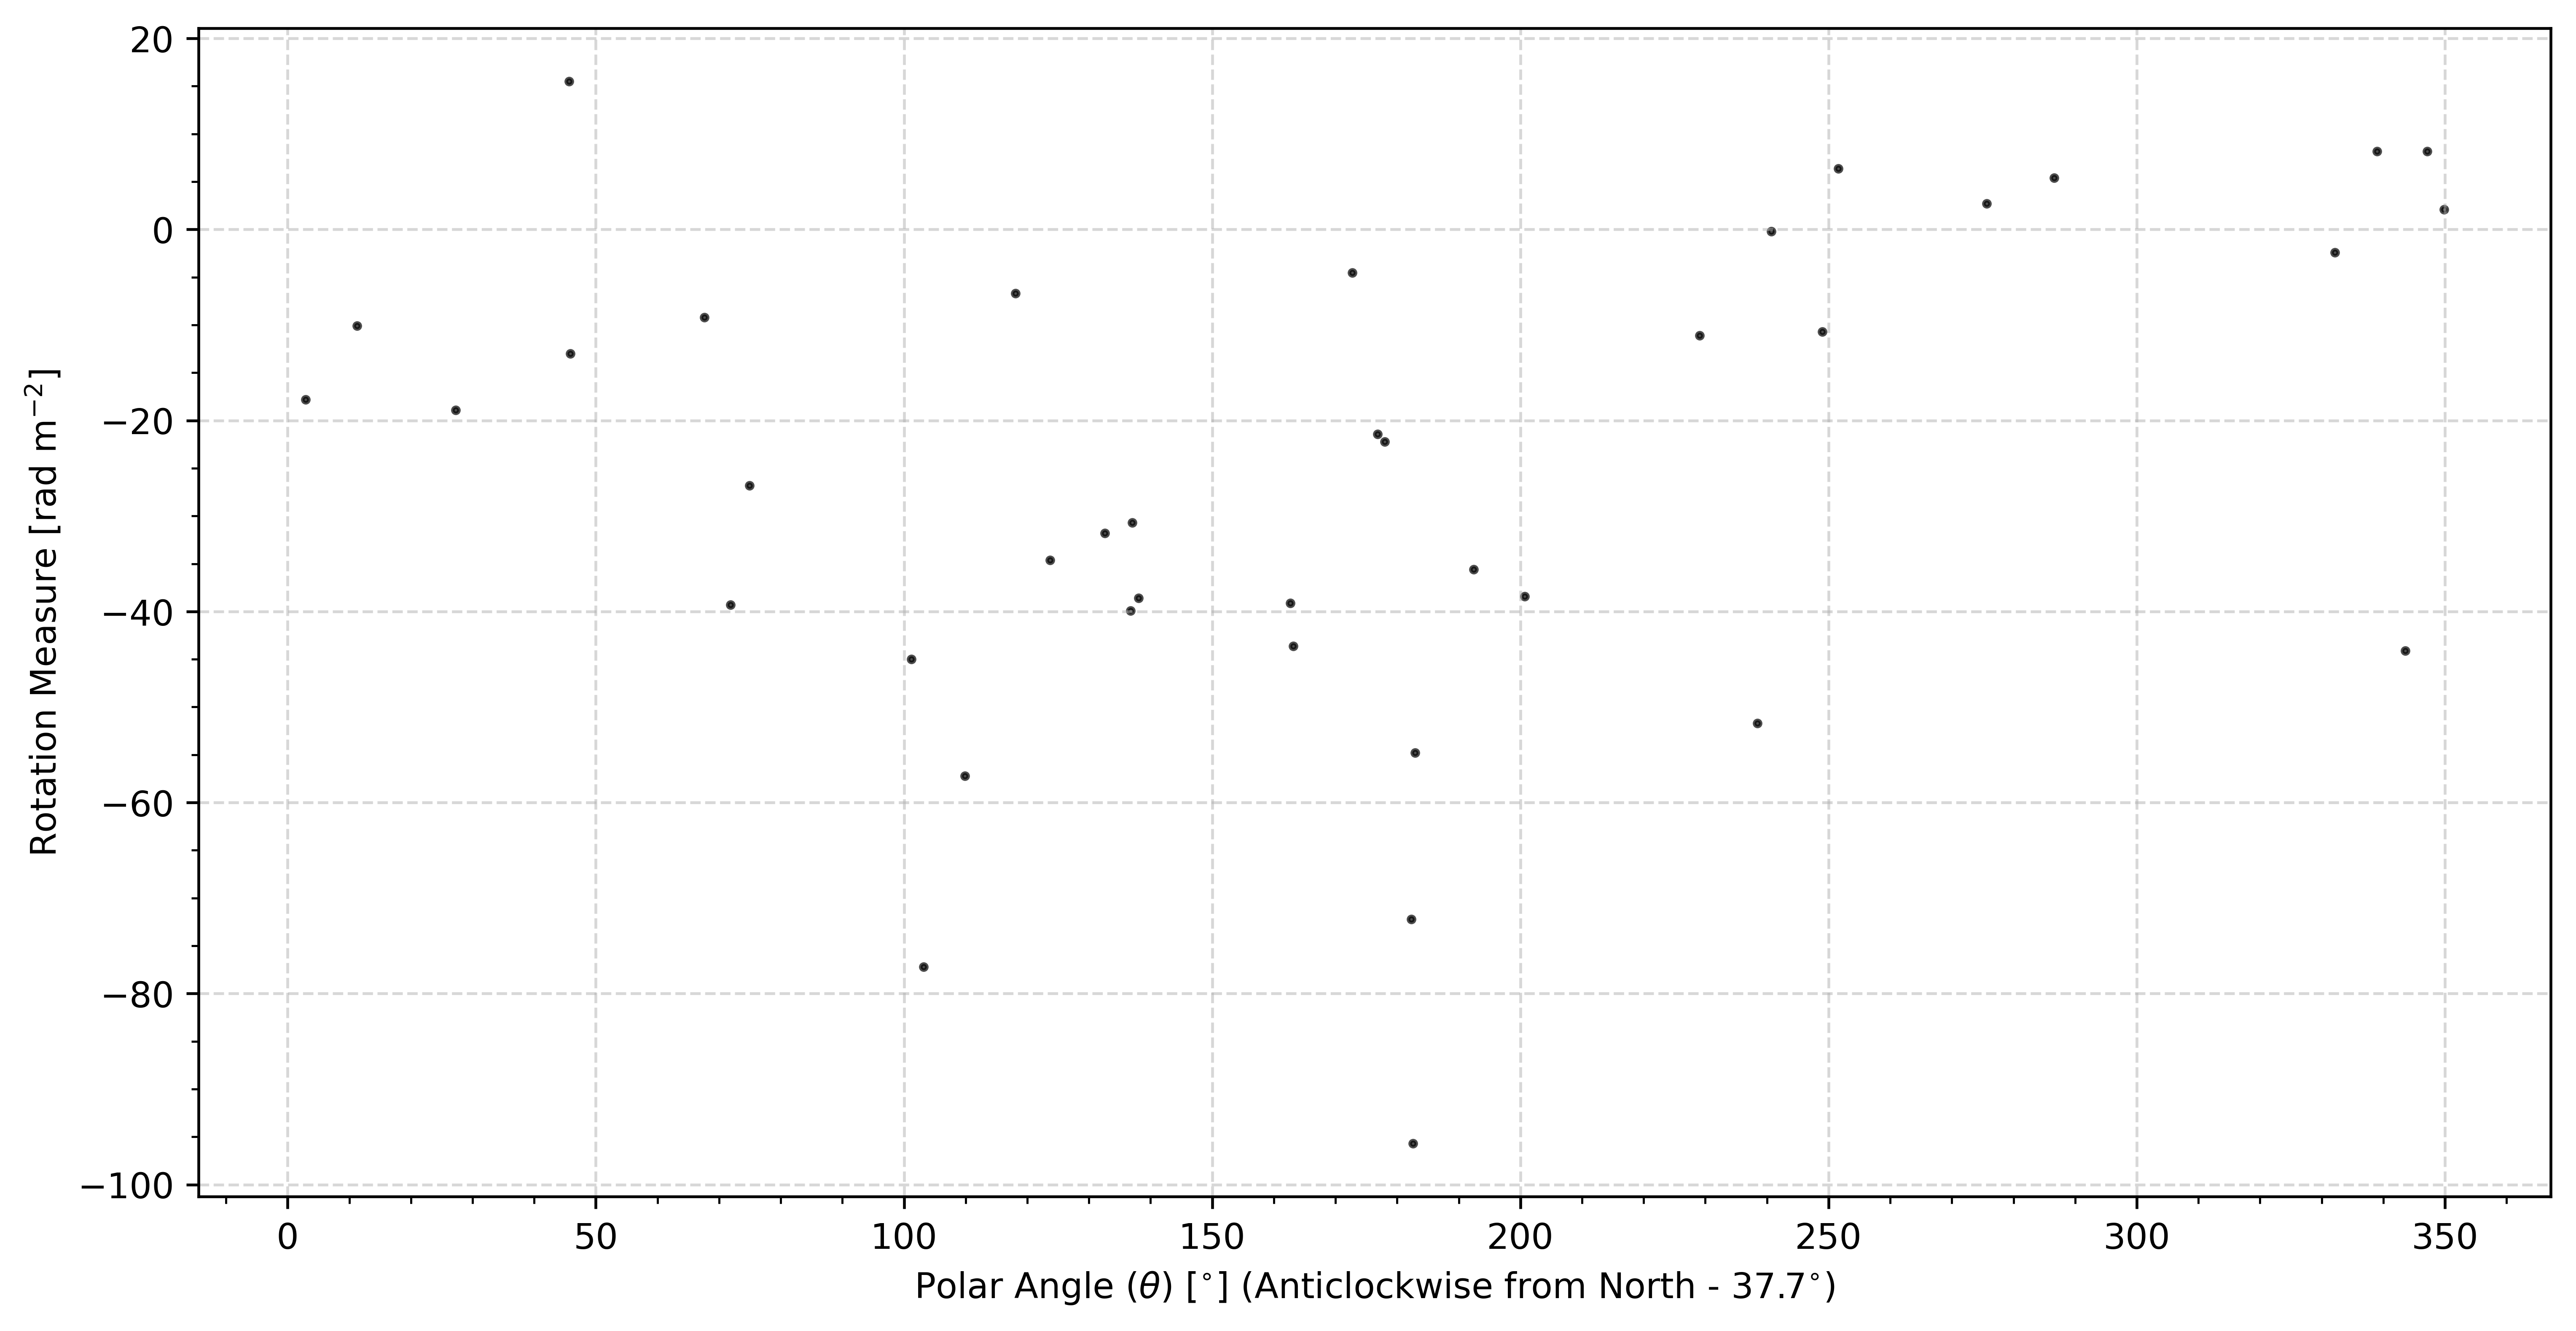 20
0
−20
−40
−60
−80
−100
Rotation Measure [rad m⁻²]
0 50 100 150 200 250 300 350
Polar Angle (θ) [°] (Anticlockwise from North - 37.7°)